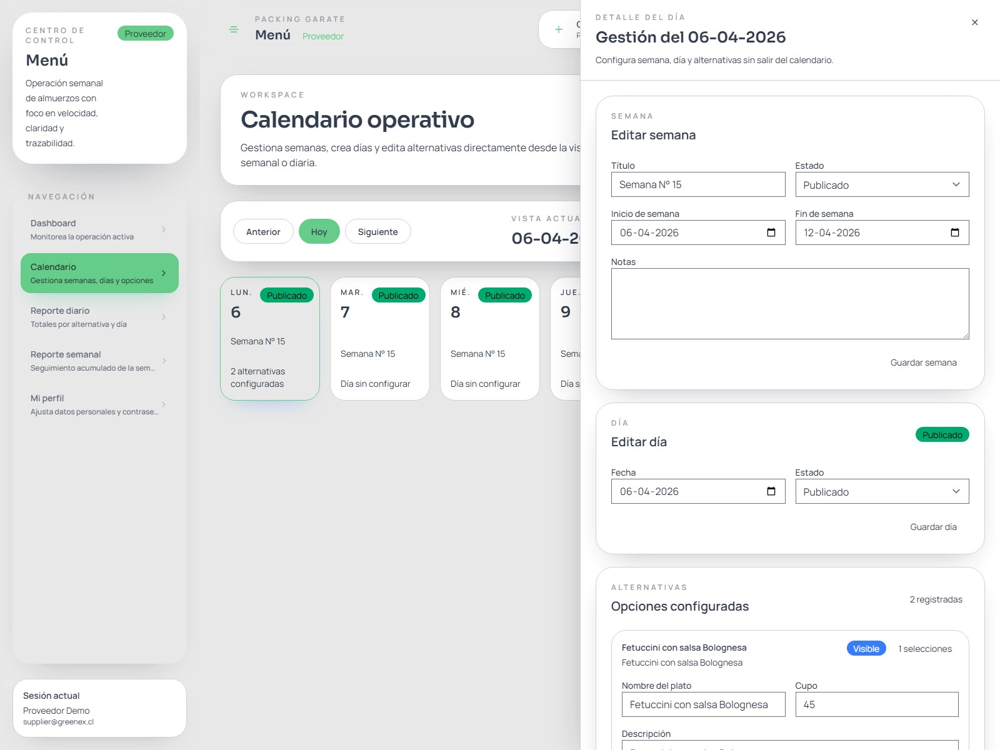 CENTRO DE
CONTROL
Proveedor
Menú
Operación semanal
de almuerzos con
foco en velocidad,
claridad y
trazabilidad.
NAVEGACIÓN
Dashboard
Monitorea la operación activa
Calendario
Gestiona semanas, días y opciones
Reporte diario
Totales por alternativa y día
Reporte semanal
Seguimiento acumulado de la sem...
Mi perfil
Ajusta datos personales y contrase...
Sesión actual
Proveedor Demo
supplier@greenex.cl
PACKING GARATE
Menú Proveedor
WORKSPACE
Calendario operativo
Gestiona semanas, crea días y edita alternativas directamente desde la vis
semanal o diaria.
Anterior
Hoy
Siguiente
VISTA ACTUA
06-04-2
LUN. Publicado
6
Semana N° 15
2 alternativas
configuradas
MAR. Publicado
7
Semana N° 15
Día sin configurar
MIÉ. Publicado
8
Semana N° 15
Día sin configurar
JUE.
9
Sema
Día s
DETALLE DEL DÍA
Gestión del 06-04-2026
Configura semana, día y alternativas sin salir del calendario.
SEMANA
Editar semana
Título Estado
Semana N° 15 Publicado
Inicio de semana Fin de semana
06-04-2026 12-04-2026
Notas
Guardar semana
DÍA
Editar día
Publicado
Fecha Estado
06-04-2026 Publicado
Guardar día
ALTERNATIVAS
Opciones configuradas
2 registradas
Fetuccini con salsa Bolognesa
Visible 1 selecciones
Fetuccini con salsa Bolognesa
Nombre del plato Cupo
Fetuccini con salsa Bolognesa 45
Descripción